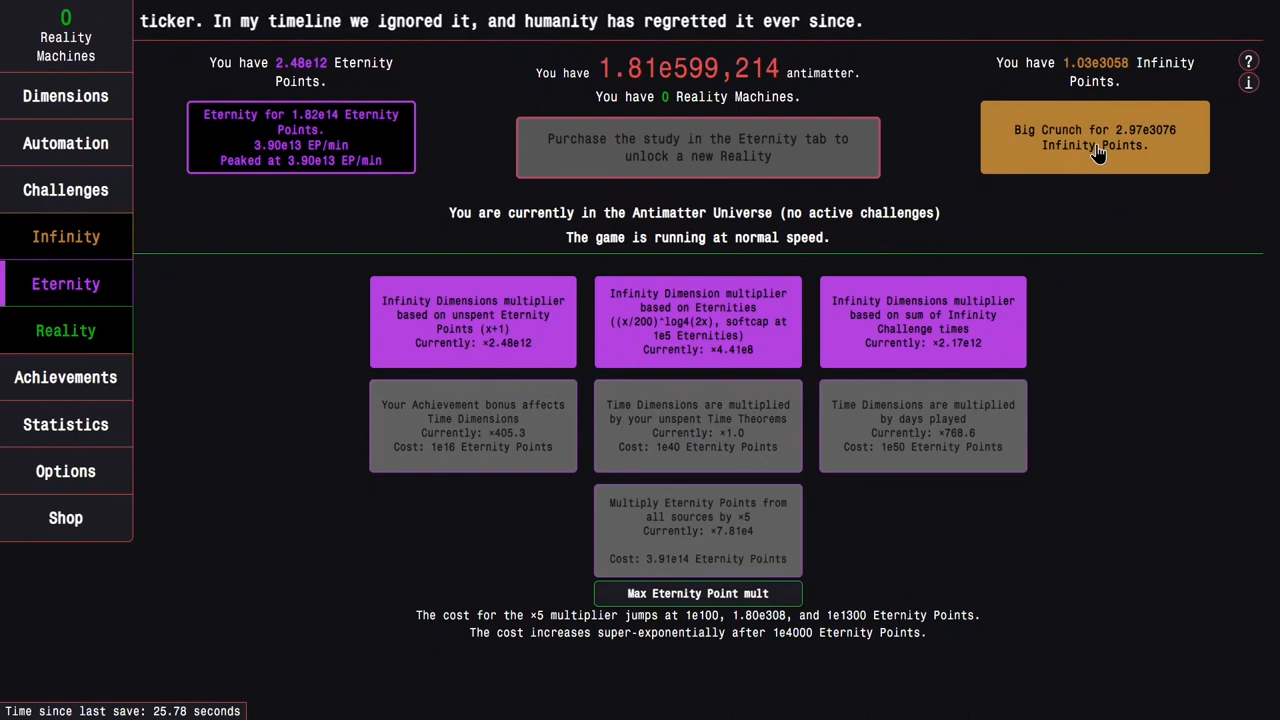 ticker. In my timeline we ignored it, and humanity has regretted it ever since.
0
Reality
Machines
Dimensions
Automation
Challenges
Infinity
Eternity
Reality
Achievements
Statistics
Options
Shop
You have 2.48e12 Eternity
Points.
Eternity for 1.82e14 Eternity
Points.
3.90e13 EP/min
Peaked at 3.90e13 EP/min
You have 1.81e599,214 antimatter.
You have 0 Reality Machines.
Purchase the study in the Eternity tab to
unlock a new Reality
You have 1.03e3058 Infinity
Points.
Big Crunch for 2.97e3076
Infinity Points.
?
i
You are currently in the Antimatter Universe (no active challenges)
The game is running at normal speed.
Infinity Dimensions multiplier
based on unspent Eternity
Points (x+1)
Currently: ×2.48e12
Infinity Dimension multiplier
based on Eternities
((x/200)^log4(2x), softcap at
1e5 Eternities)
Currently: ×4.41e8
Infinity Dimensions multiplier
based on sum of Infinity
Challenge times
Currently: ×2.17e12
Your Achievement bonus affects
Time Dimensions
Currently: ×405.3
Cost: 1e16 Eternity Points
Time Dimensions are multiplied
by your unspent Time Theorems
Currently: ×1.0
Cost: 1e40 Eternity Points
Time Dimensions are multiplied
by days played
Currently: ×768.6
Cost: 1e50 Eternity Points
Multiply Eternity Points from
all sources by ×5
Currently: ×7.81e4
Cost: 3.91e14 Eternity Points
Max Eternity Point mult
The cost for the ×5 multiplier jumps at 1e100, 1.80e308, and 1e1300 Eternity Points.
The cost increases super-exponentially after 1e4000 Eternity Points.
Time since last save: 25.78 seconds